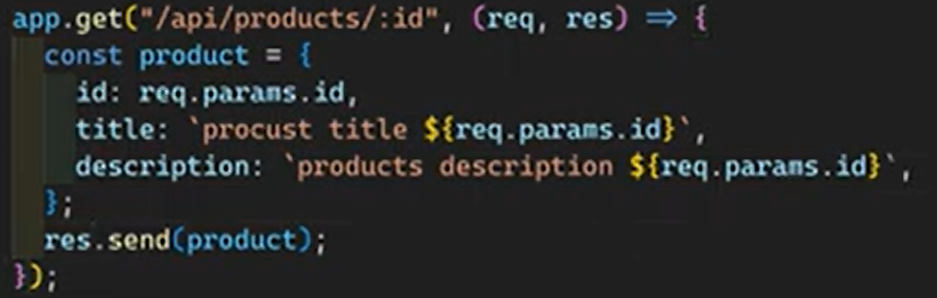 app.get("/api/products/:id", (req, res) => {
const product = {
id: req.params.id,
title: `procust title ${req.params.id}`,
description: `products description ${req.params.id}`,
};
res.send(product);
});